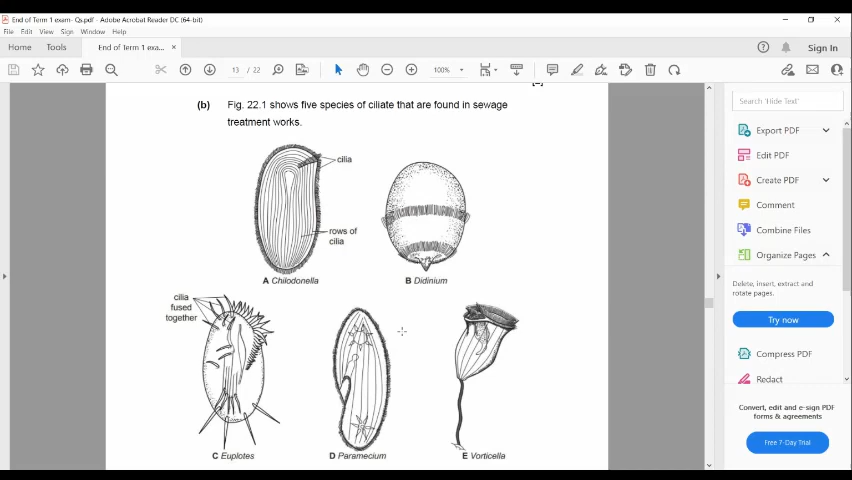 End of Term 1 exam- Qs.pdf - Adobe Acrobat Reader DC (64-bit)
File Edit View Sign Window Help
Home Tools End of Term 1 exa... × Sign In
13 / 22 100%
(b) Fig. 22.1 shows five species of ciliate that are found in sewage
treatment works.
cilia
rows of
cilia
A Chilodonella B Didinium
cilia
fused
together
C Euplotes D Paramecium E Vorticella
Search 'Hide Text'
Export PDF
Edit PDF
Create PDF
Comment
Combine Files
Organize Pages
Delete, insert, extract and
rotate pages.
Try now
Compress PDF
Redact
Convert, edit and e-sign PDF
forms & agreements
Free 7-Day Trial